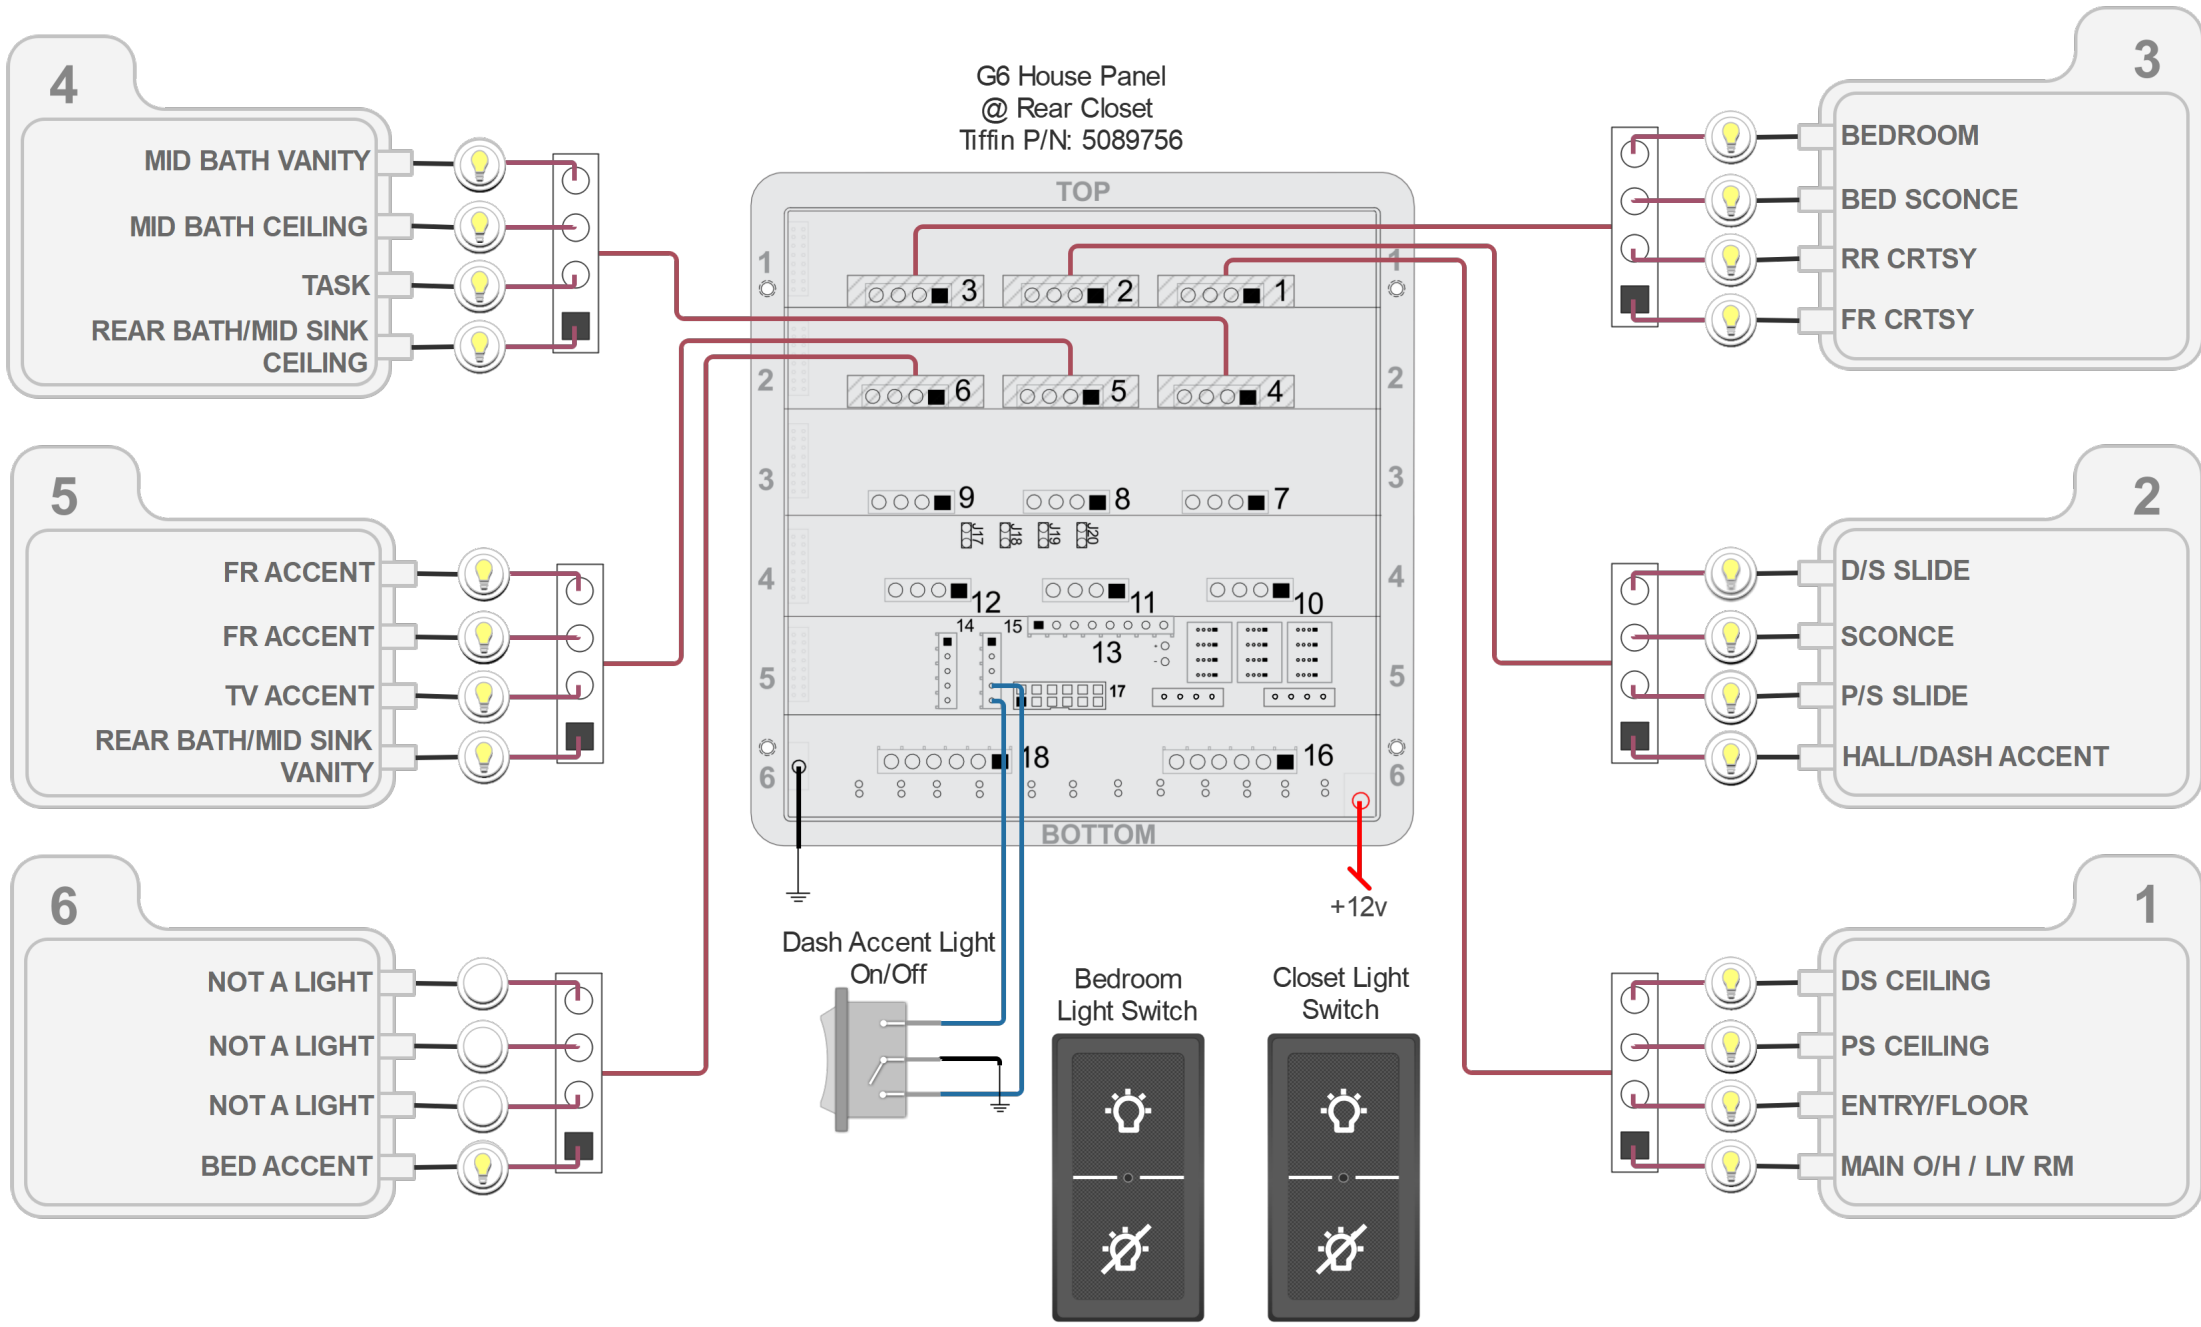 G6 House Panel
@ Rear Closet
Tiffin P/N: 5089756
4
MID BATH VANITY
MID BATH CEILING
TASK
REAR BATH/MID SINK
CEILING
5
FR ACCENT
FR ACCENT
TV ACCENT
REAR BATH/MID SINK
VANITY
6
NOT A LIGHT
NOT A LIGHT
NOT A LIGHT
BED ACCENT
TOP
1 1
3 2 1
2 2
6 5 4
3 3
9 8 7
J17 J18 J19 J20
4 4
12 11 10
14 15
13
5 5
+
-
17
18 16
6 6
BOTTOM
+12v
Dash Accent Light
On/Off
Bedroom
Light Switch
Closet Light
Switch
3
BEDROOM
BED SCONCE
RR CRTSY
FR CRTSY
2
D/S SLIDE
SCONCE
P/S SLIDE
HALL/DASH ACCENT
1
DS CEILING
PS CEILING
ENTRY/FLOOR
MAIN O/H / LIV RM